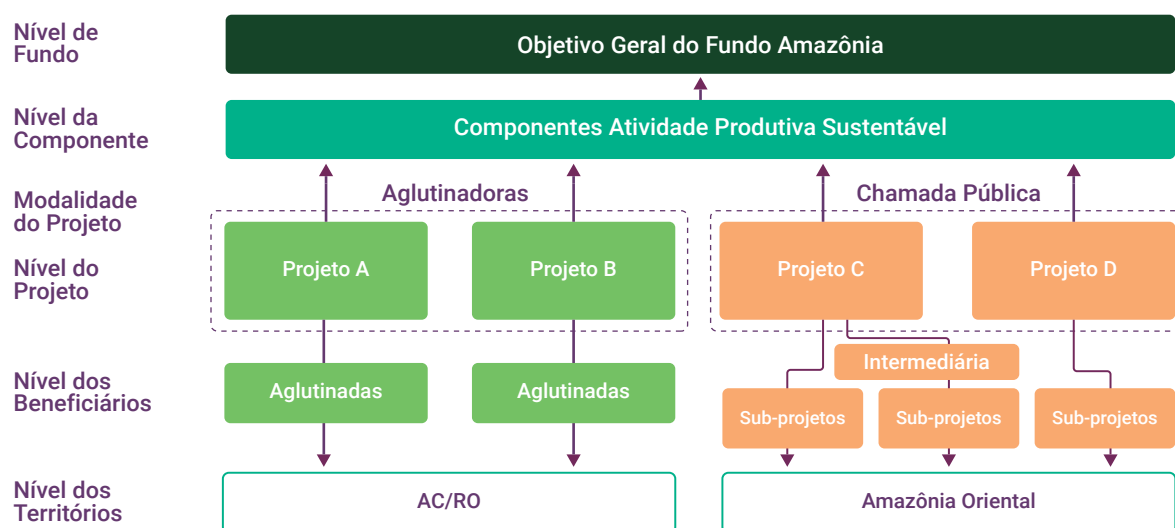 Nível de
Fundo
Objetivo Geral do Fundo Amazônia
Nível da
Componente
Componentes Atividade Produtiva Sustentável
Modalidade
do Projeto
Aglutinadoras
Chamada Pública
Nível do
Projeto
Projeto A
Projeto B
Projeto C
Projeto D
Intermediária
Nível dos
Beneficiários
Aglutinadas
Aglutinadas
Sub-projetos
Sub-projetos
Sub-projetos
Nível dos
Territórios
AC/RO
Amazônia Oriental